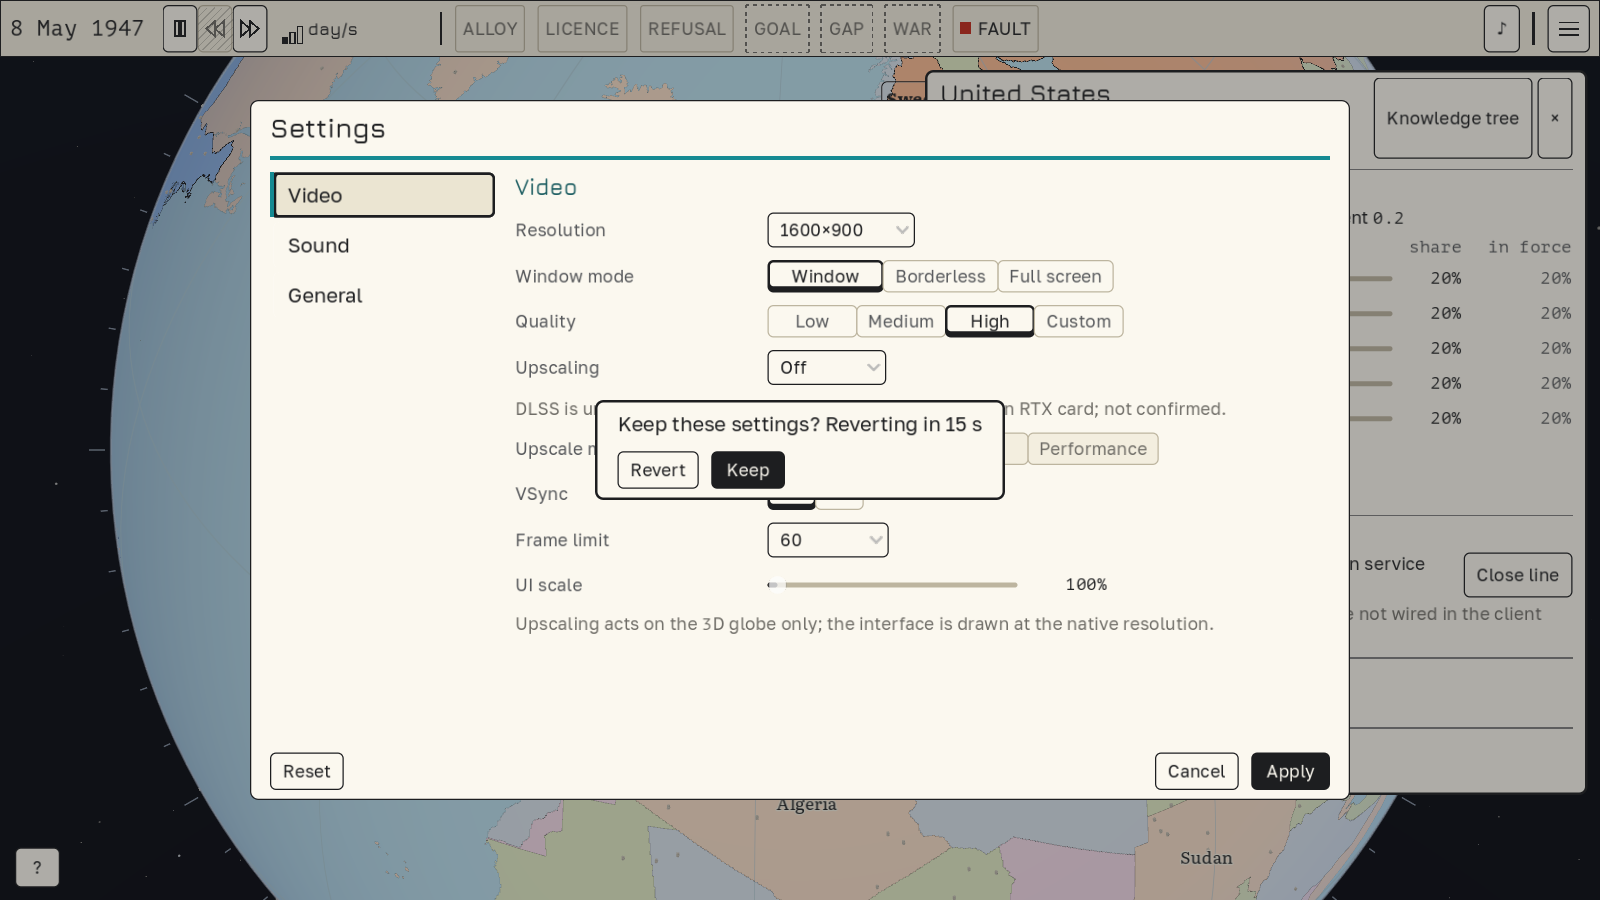 8 May 1947
day/s
ALLOY
LICENCE
REFUSAL
GOAL
GAP
WAR
FAULT
♪
Swe
United States
Knowledge tree
×
Settings
Video
Sound
General
Video
Resolution
1600×900
Window mode
Window
Borderless
Full screen
Quality
Low
Medium
High
Custom
Upscaling
Off
DLSS is u
n RTX card; not confirmed.
Keep these settings? Reverting in 15 s
Revert
Keep
Performance
VSync
Frame limit
60
UI scale
100%
Upscaling acts on the 3D globe only; the interface is drawn at the native resolution.
Reset
Cancel
Apply
nt 0.2
share in force
20% 20%
20% 20%
20% 20%
20% 20%
20% 20%
n service
Close line
e not wired in the client
Algeria
Sudan
?